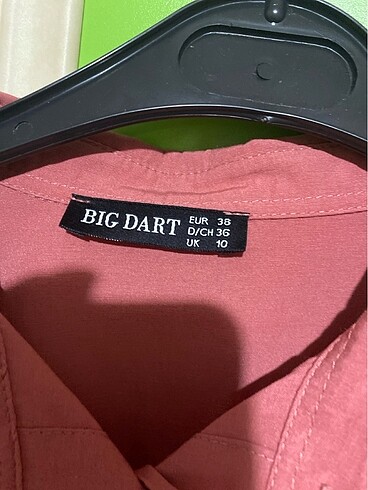 BIG DART
EUR 38
D/CH 36
UK 10